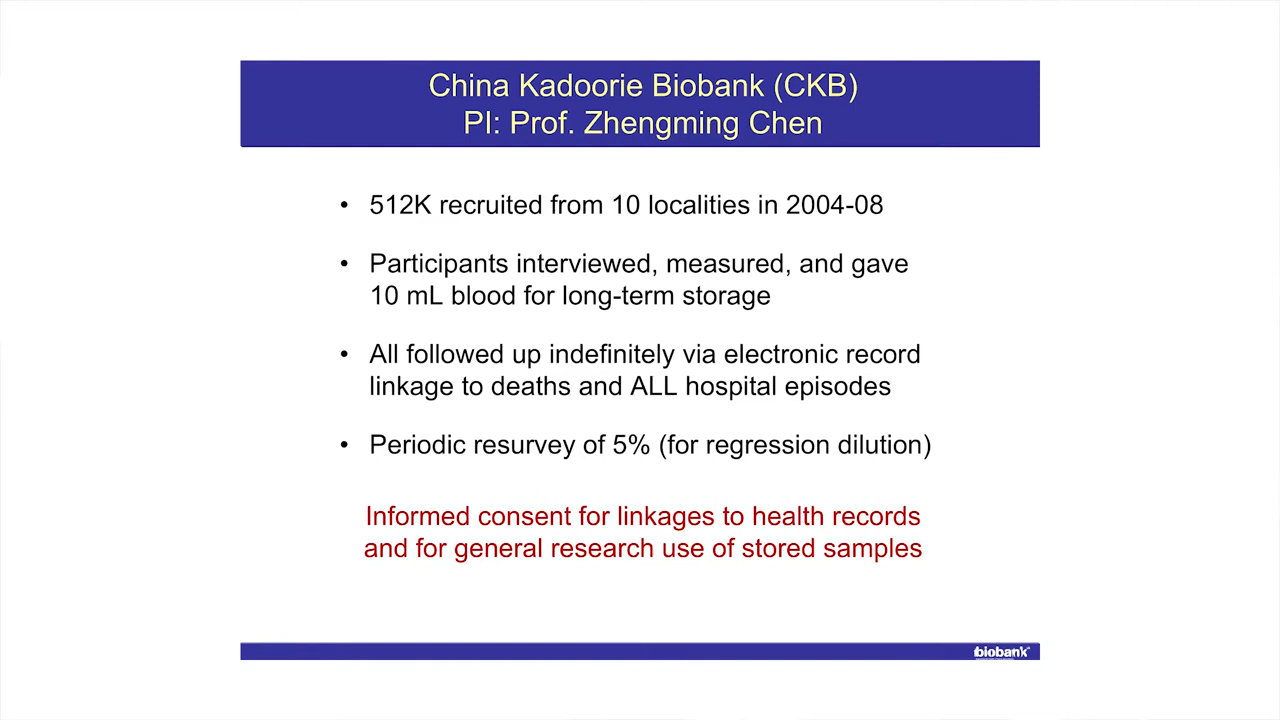 China Kadoorie Biobank (CKB)
PI: Prof. Zhengming Chen
• 512K recruited from 10 localities in 2004-08
• Participants interviewed, measured, and gave
10 mL blood for long-term storage
• All followed up indefinitely via electronic record
linkage to deaths and ALL hospital episodes
• Periodic resurvey of 5% (for regression dilution)
Informed consent for linkages to health records
and for general research use of stored samples
biobank